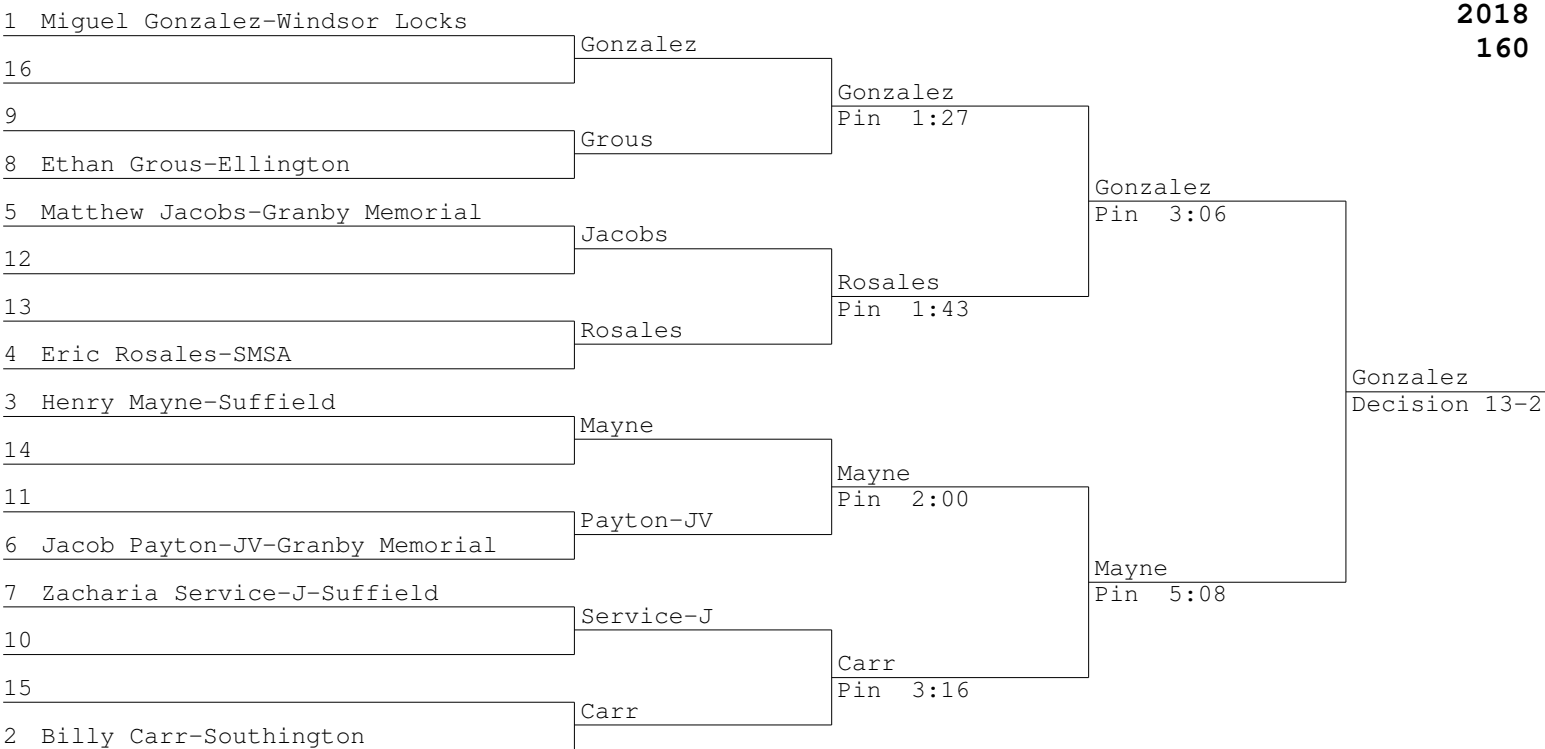 2018
160
1 Miguel Gonzalez-Windsor Locks
Gonzalez
16
Gonzalez
Pin 1:27
9
Grous
8 Ethan Grous-Ellington
Gonzalez
Pin 3:06
5 Matthew Jacobs-Granby Memorial
Jacobs
12
Rosales
Pin 1:43
13
Rosales
4 Eric Rosales-SMSA
Gonzalez
Decision 13-2
3 Henry Mayne-Suffield
Mayne
14
Mayne
Pin 2:00
11
Payton-JV
6 Jacob Payton-JV-Granby Memorial
Mayne
Pin 5:08
7 Zacharia Service-J-Suffield
Service-J
10
Carr
Pin 3:16
15
Carr
2 Billy Carr-Southington